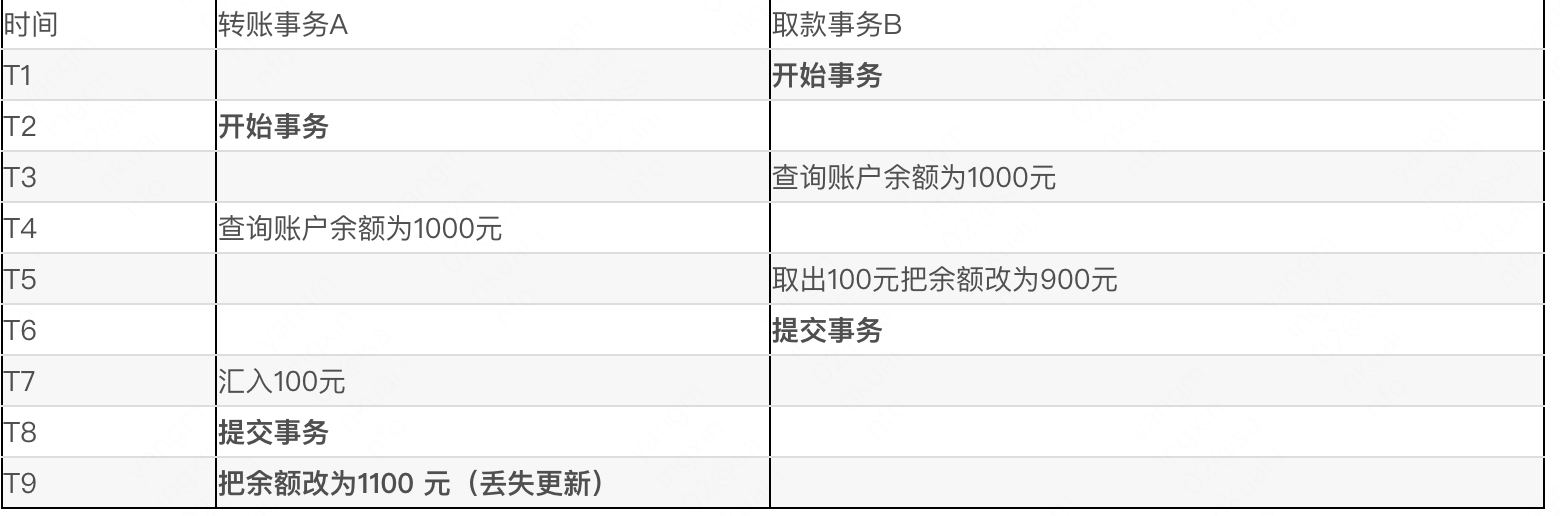 时间 转账事务A 取款事务B
T1 开始事务
T2 开始事务
T3 查询账户余额为1000元
T4 查询账户余额为1000元
T5 取出100元把余额改为900元
T6 提交事务
T7 汇入100元
T8 提交事务
T9 把余额改为1100 元（丢失更新）